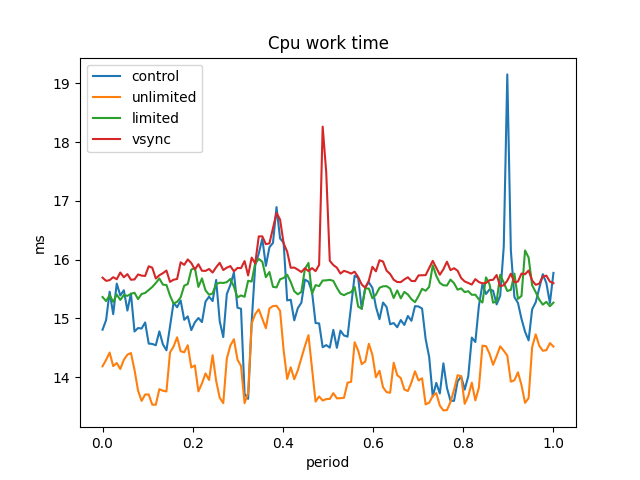 Cpu work time
control
unlimited
limited
vsync
19
18
17
16
15
14
ms
0.0 0.2 0.4 0.6 0.8 1.0
period